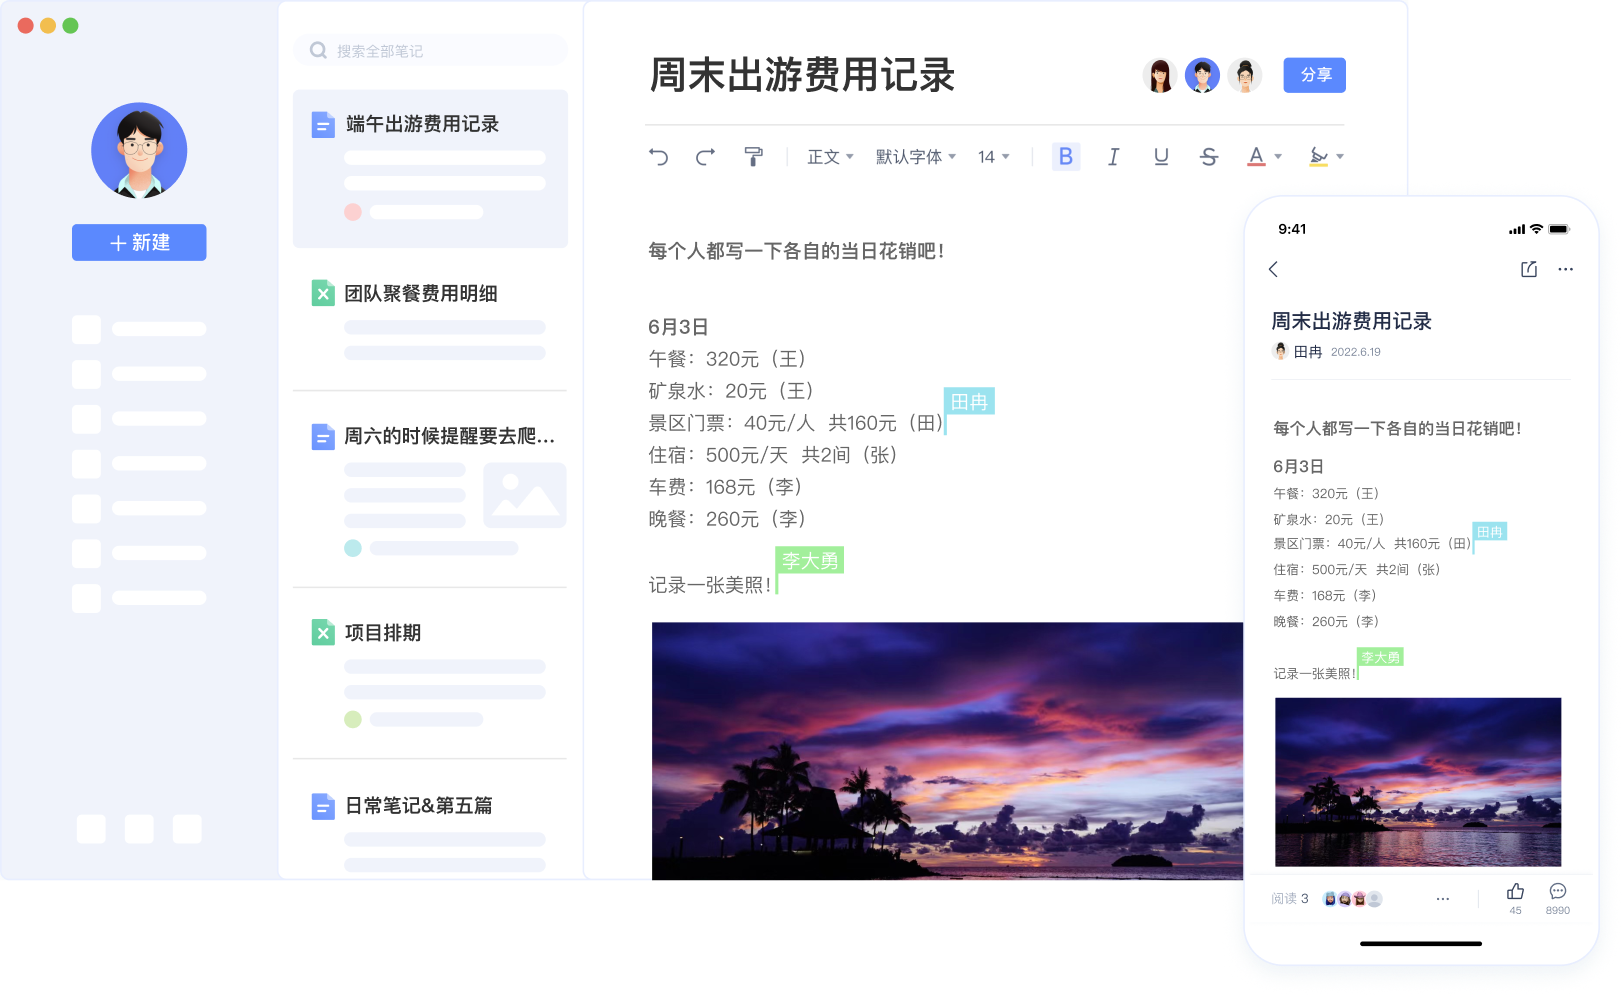 搜索全部笔记
+ 新建
端午出游费用记录
团队聚餐费用明细
周六的时候提醒要去爬...
项目排期
日常笔记&第五篇
周末出游费用记录
分享
正文 默认字体 14 B I U S A
每个人都写一下各自的当日花销吧！
6月3日
午餐：320元（王）
矿泉水：20元（王）
田冉
景区门票：40元/人 共160元（田）
住宿：500元/天 共2间（张）
车费：168元（李）
晚餐：260元（李）
李大勇
记录一张美照！
9:41
周末出游费用记录
田冉 2022.6.19
每个人都写一下各自的当日花销吧！
6月3日
午餐：320元（王）
矿泉水：20元（王）
田冉
景区门票：40元/人 共160元（田）
住宿：500元/天 共2间（张）
车费：168元（李）
晚餐：260元（李）
李大勇
记录一张美照！
阅读 3
45
8990